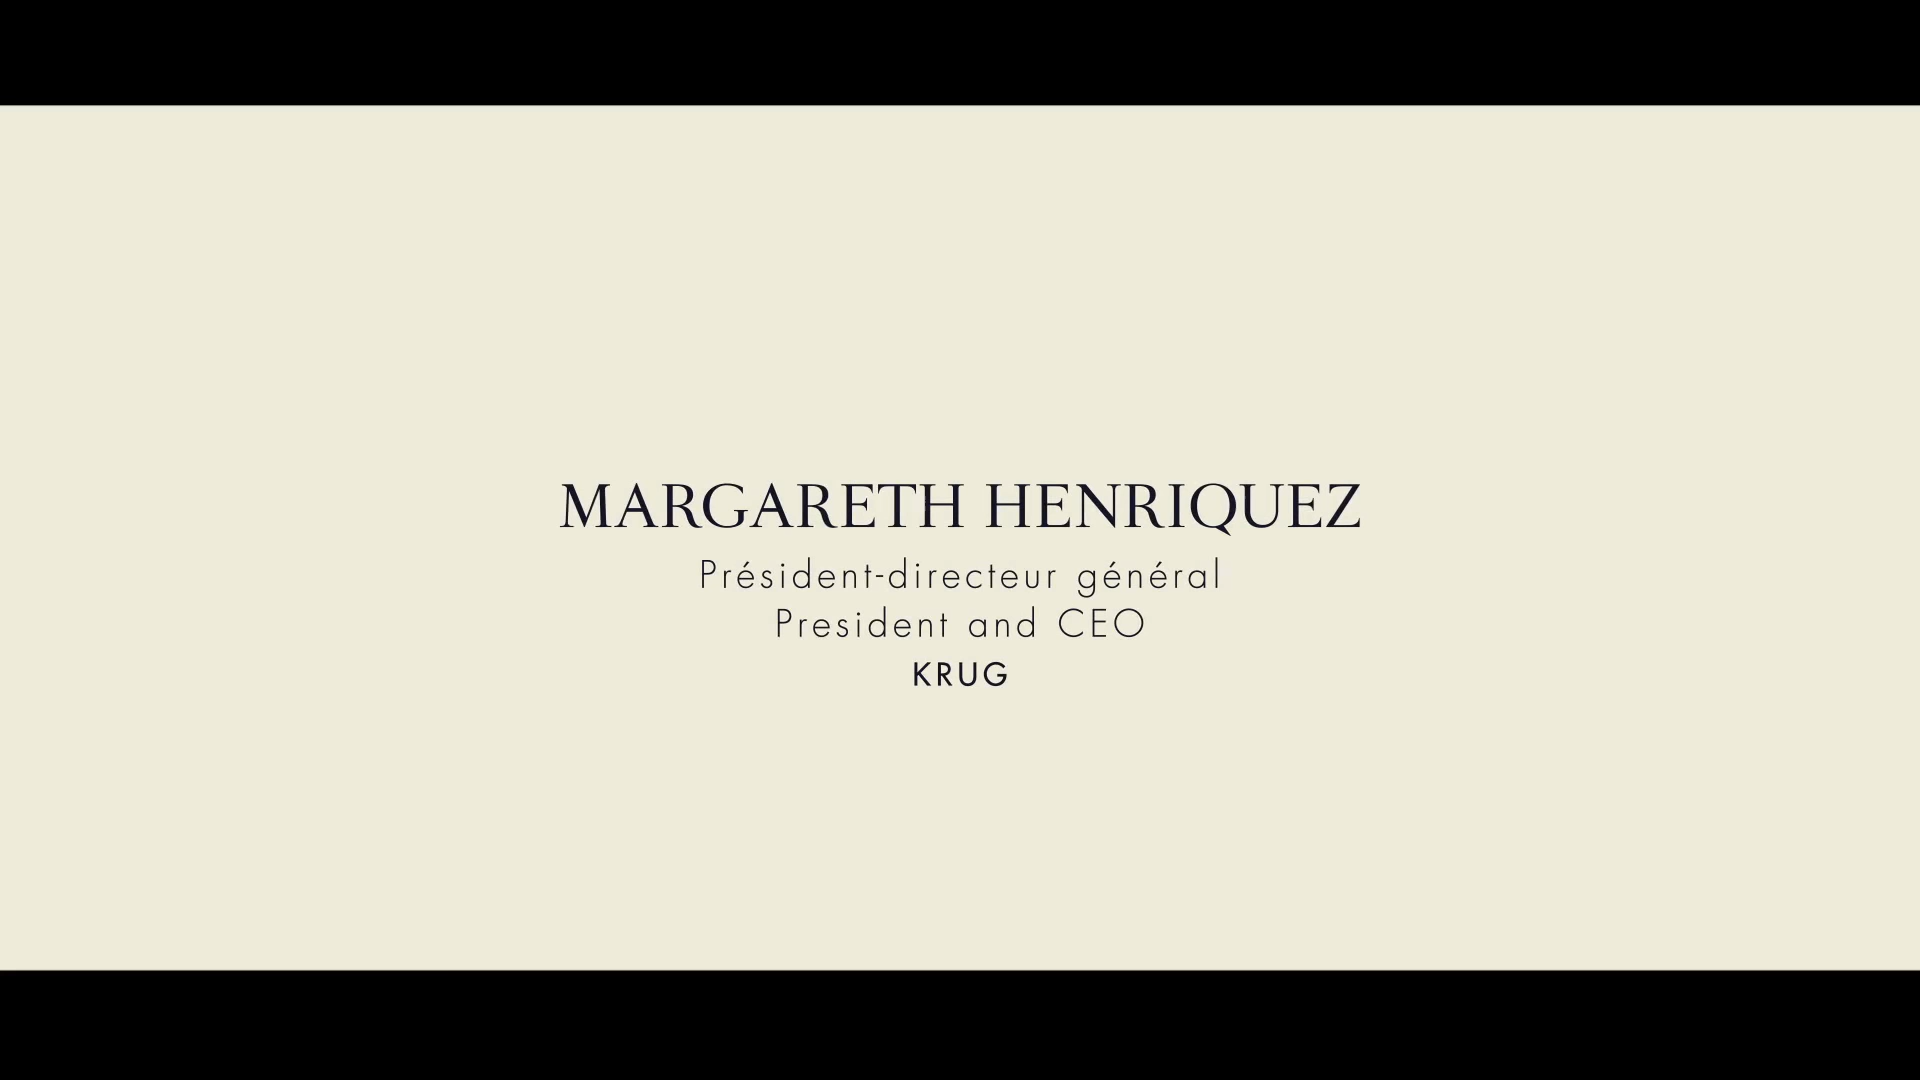 MARGARETH HENRIQUEZ
Président-directeur général
President and CEO
KRUG